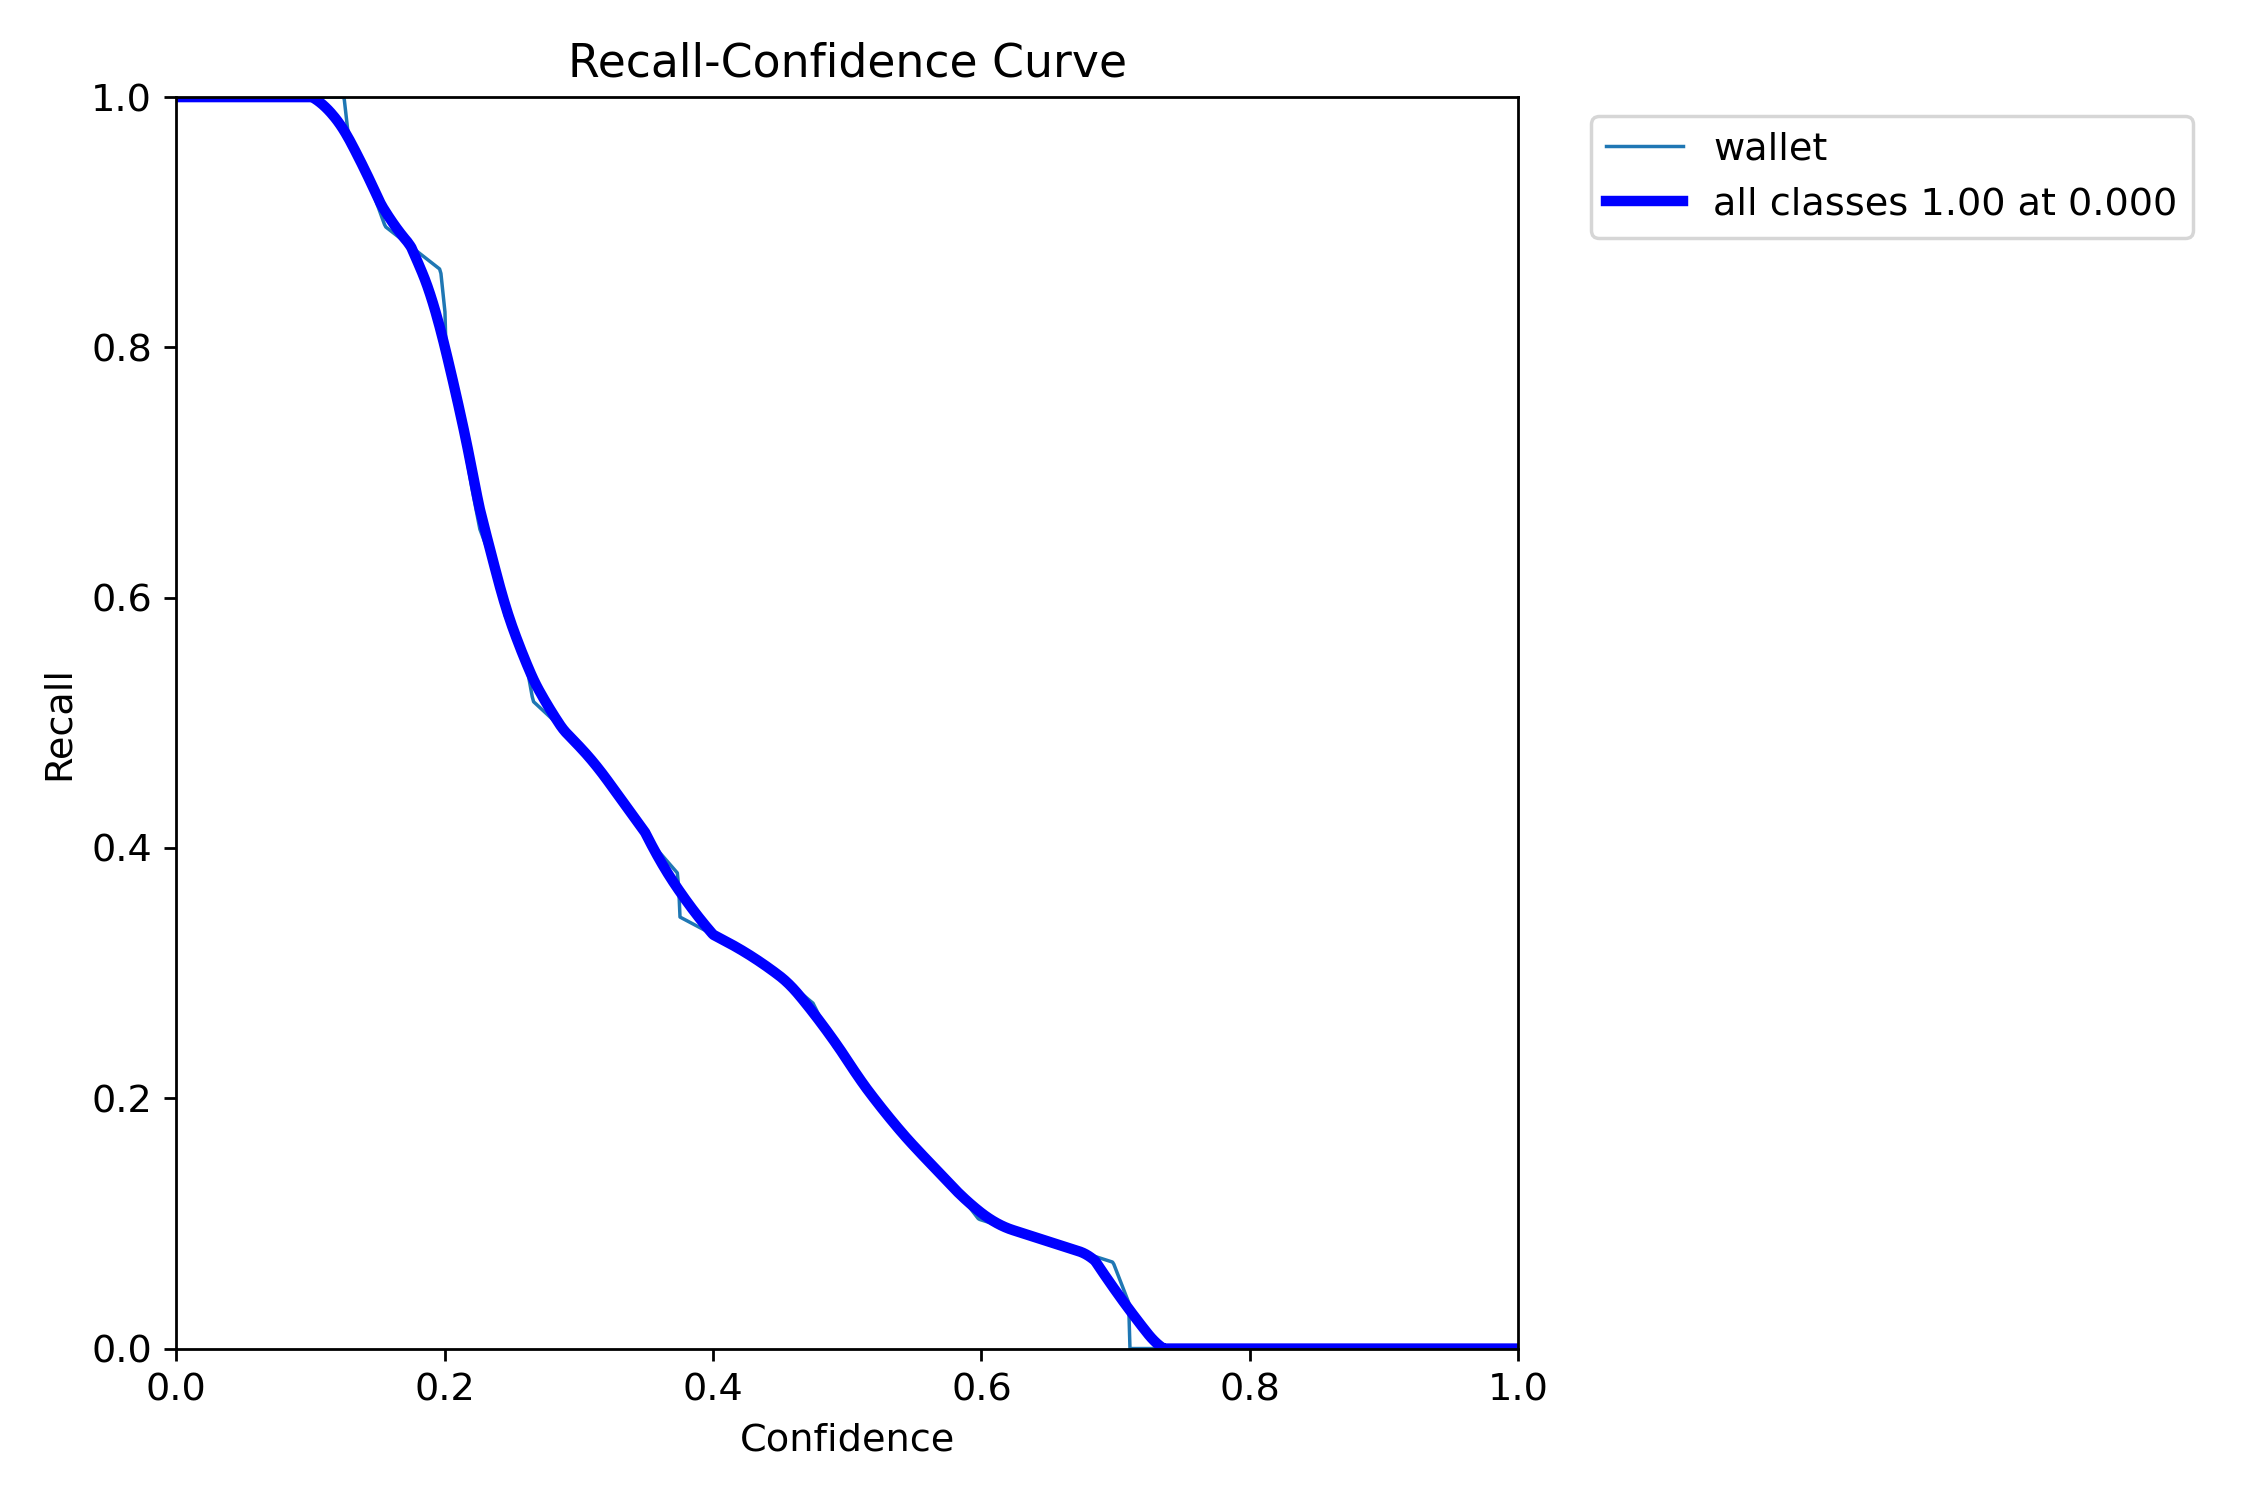 Recall-Confidence Curve
1.0
0.8
0.6
0.4
0.2
0.0
Recall
0.0 0.2 0.4 0.6 0.8 1.0
Confidence
wallet
all classes 1.00 at 0.000